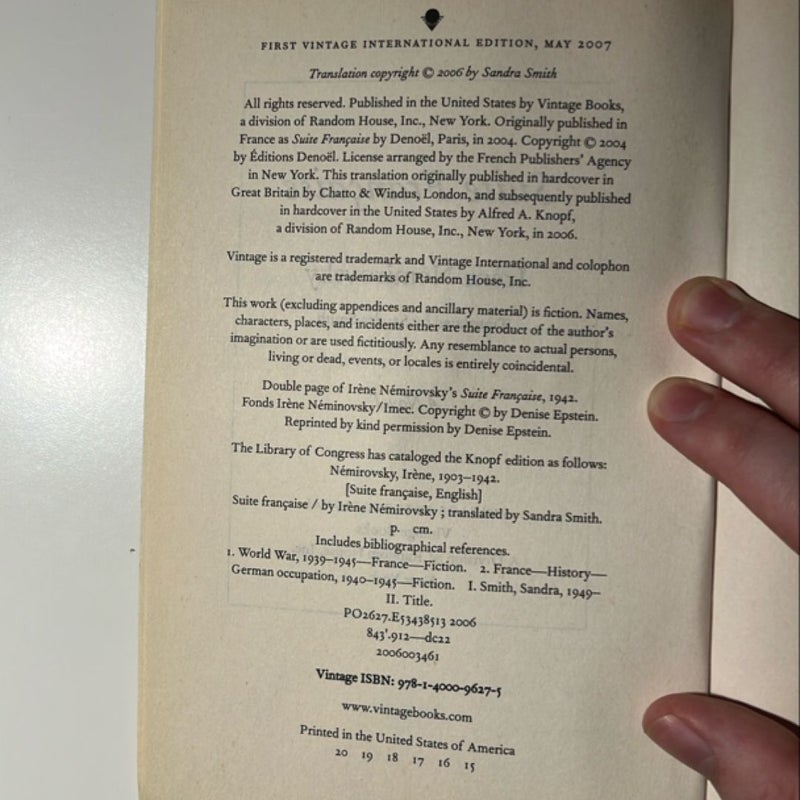 FIRST VINTAGE INTERNATIONAL EDITION, MAY 2007
Translation copyright © 2006 by Sandra Smith
All rights reserved. Published in the United States by Vintage Books,
a division of Random House, Inc., New York. Originally published in
France as Suite Française by Denoël, Paris, in 2004. Copyright © 2004
by Éditions Denoël. License arranged by the French Publishers' Agency
in New York. This translation originally published in hardcover in
Great Britain by Chatto & Windus, London, and subsequently published
in hardcover in the United States by Alfred A. Knopf,
a division of Random House, Inc., New York, in 2006.
Vintage is a registered trademark and Vintage International and colophon
are trademarks of Random House, Inc.
This work (excluding appendices and ancillary material) is fiction. Names,
characters, places, and incidents either are the product of the author's
imagination or are used fictitiously. Any resemblance to actual persons,
living or dead, events, or locales is entirely coincidental.
Double page of Irène Némirovsky's Suite Française, 1942.
Fonds Irène Néminovsky/Imec. Copyright © by Denise Epstein.
Reprinted by kind permission by Denise Epstein.
The Library of Congress has cataloged the Knopf edition as follows:
Némirovsky, Irène, 1903–1942.
[Suite française, English]
Suite française / by Irène Némirovsky ; translated by Sandra Smith.
p. cm.
Includes bibliographical references.
1. World War, 1939–1945—France—Fiction. 2. France—History—
German occupation, 1940–1945—Fiction. I. Smith, Sandra, 1949–
II. Title.
PO2627.E53438513 2006
843'.912—dc22
2006003461
Vintage ISBN: 978-1-4000-9627-5
www.vintagebooks.com
Printed in the United States of America
20 19 18 17 16 15